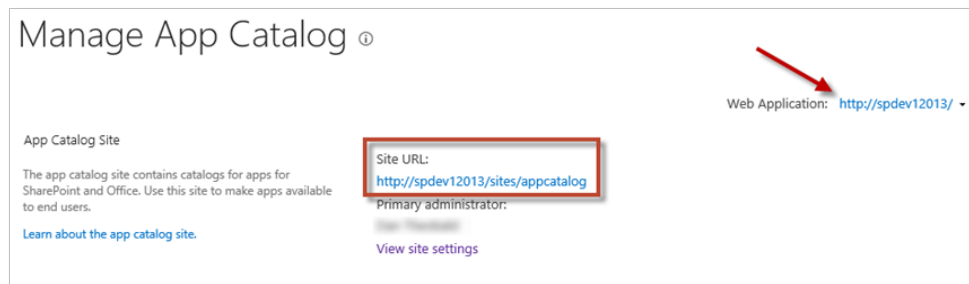 Manage App Catalog
Web Application: http://spdev12013/
App Catalog Site
The app catalog site contains catalogs for apps for
SharePoint and Office. Use this site to make apps available
to end users.
Learn about the app catalog site.
Site URL:
http://spdev12013/sites/appcatalog
Primary administrator:
View site settings